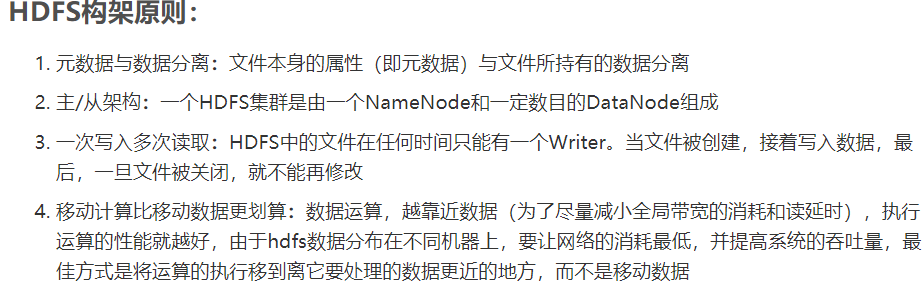 HDFS构架原则：
1. 元数据与数据分离：文件本身的属性（即元数据）与文件所持有的数据分离
2. 主/从架构：一个HDFS集群是由一个NameNode和一定数目的DataNode组成
3. 一次写入多次读取：HDFS中的文件在任何时间只能有一个Writer。当文件被创建，接着写入数据，最
后，一旦文件被关闭，就不能再修改
4. 移动计算比移动数据更划算：数据运算，越靠近数据（为了尽量减小全局带宽的消耗和读延时），执行
运算的性能就越好，由于hdfs数据分布在不同机器上，要让网络的消耗最低，并提高系统的吞吐量，最
佳方式是将运算的执行移到离它要处理的数据更近的地方，而不是移动数据